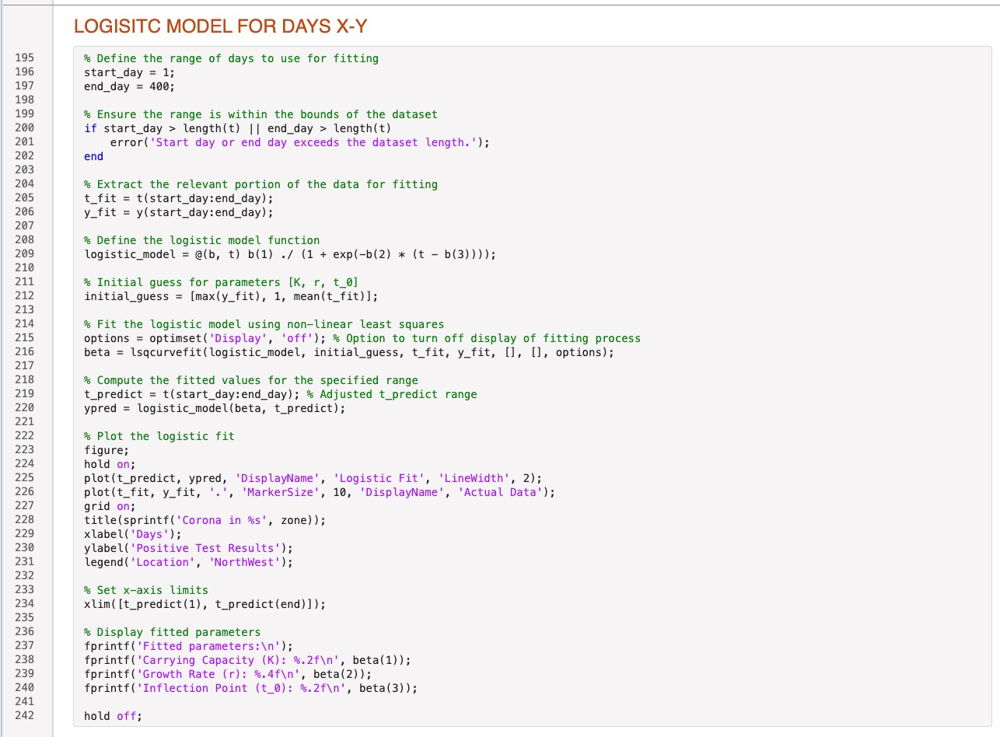 LOGISITC MODEL FOR DAYS X-Y
195 % Define the range of days to use for fitting
196 start_day = 1;
197 end_day = 400;
198
199 % Ensure the range is within the bounds of the dataset
200 if start_day > length(t) || end_day > length(t)
201     error('Start day or end day exceeds the dataset length.');
202 end
203
204 % Extract the relevant portion of the data for fitting
205 t_fit = t(start_day:end_day);
206 y_fit = y(start_day:end_day);
207
208 % Define the logistic model function
209 logistic_model = @(b, t) b(1) ./ (1 + exp(-b(2) * (t - b(3))));
210
211 % Initial guess for parameters [K, r, t_0]
212 initial_guess = [max(y_fit), 1, mean(t_fit)];
213
214 % Fit the logistic model using non-linear least squares
215 options = optimset('Display', 'off'); % Option to turn off display of fitting process
216 beta = lsqcurvefit(logistic_model, initial_guess, t_fit, y_fit, [], [], options);
217
218 % Compute the fitted values for the specified range
219 t_predict = t(start_day:end_day); % Adjusted t_predict range
220 ypred = logistic_model(beta, t_predict);
221
222 % Plot the logistic fit
223 figure;
224 hold on;
225 plot(t_predict, ypred, 'DisplayName', 'Logistic Fit', 'LineWidth', 2);
226 plot(t_fit, y_fit, '.', 'MarkerSize', 10, 'DisplayName', 'Actual Data');
227 grid on;
228 title(sprintf('Corona in %s', zone));
229 xlabel('Days');
230 ylabel('Positive Test Results');
231 legend('Location', 'NorthWest');
232
233 % Set x-axis limits
234 xlim([t_predict(1), t_predict(end)]);
235
236 % Display fitted parameters
237 fprintf('Fitted parameters:\n');
238 fprintf('Carrying Capacity (K): %.2f\n', beta(1));
239 fprintf('Growth Rate (r): %.4f\n', beta(2));
240 fprintf('Inflection Point (t_0): %.2f\n', beta(3));
241
242 hold off;